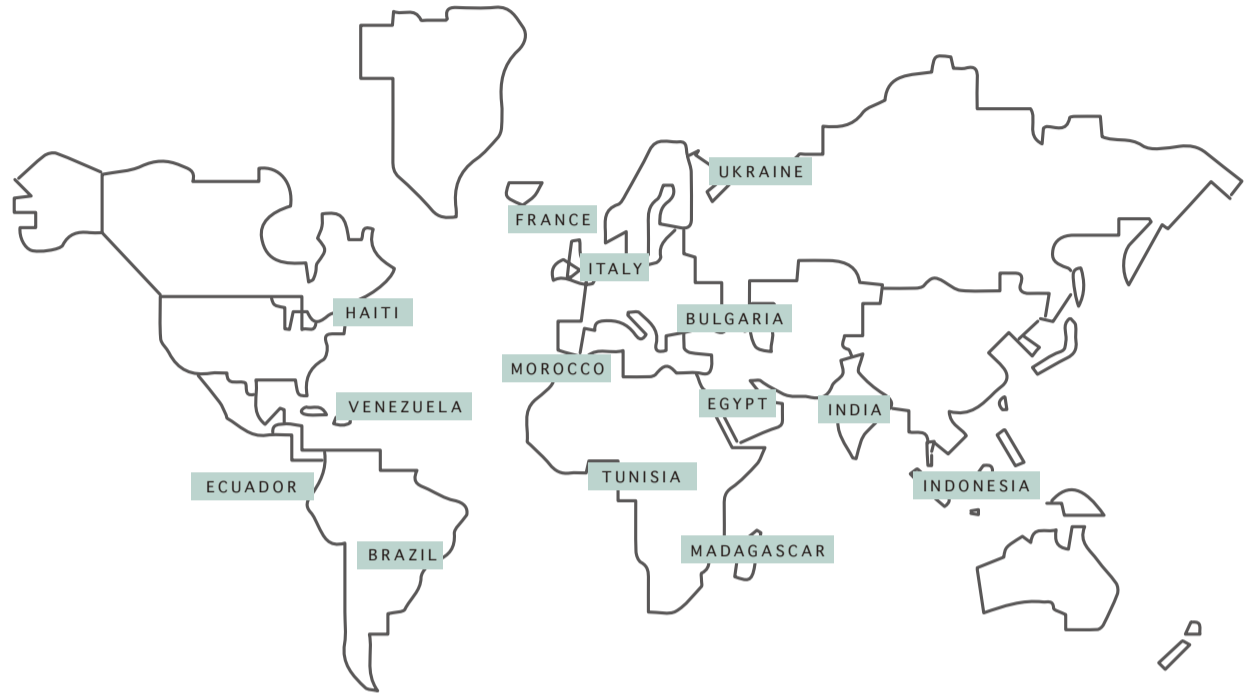 UKRAINE
FRANCE
ITALY
HAITI
BULGARIA
MOROCCO
VENEZUELA
EGYPT
INDIA
TUNISIA
ECUADOR
INDONESIA
MADAGASCAR
BRAZIL